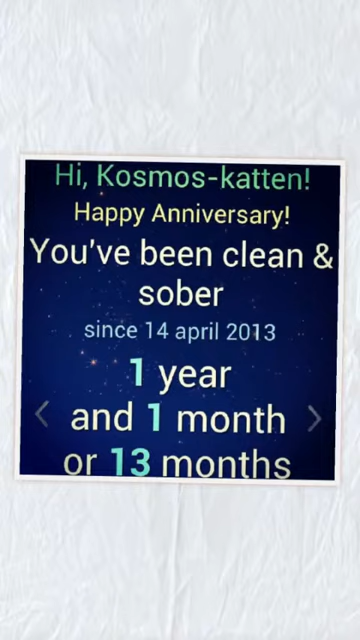 Hi, Kosmos-katten!
Happy Anniversary!
You've been clean &
sober
since 14 april 2013
1 year
and 1 month
or 13 months